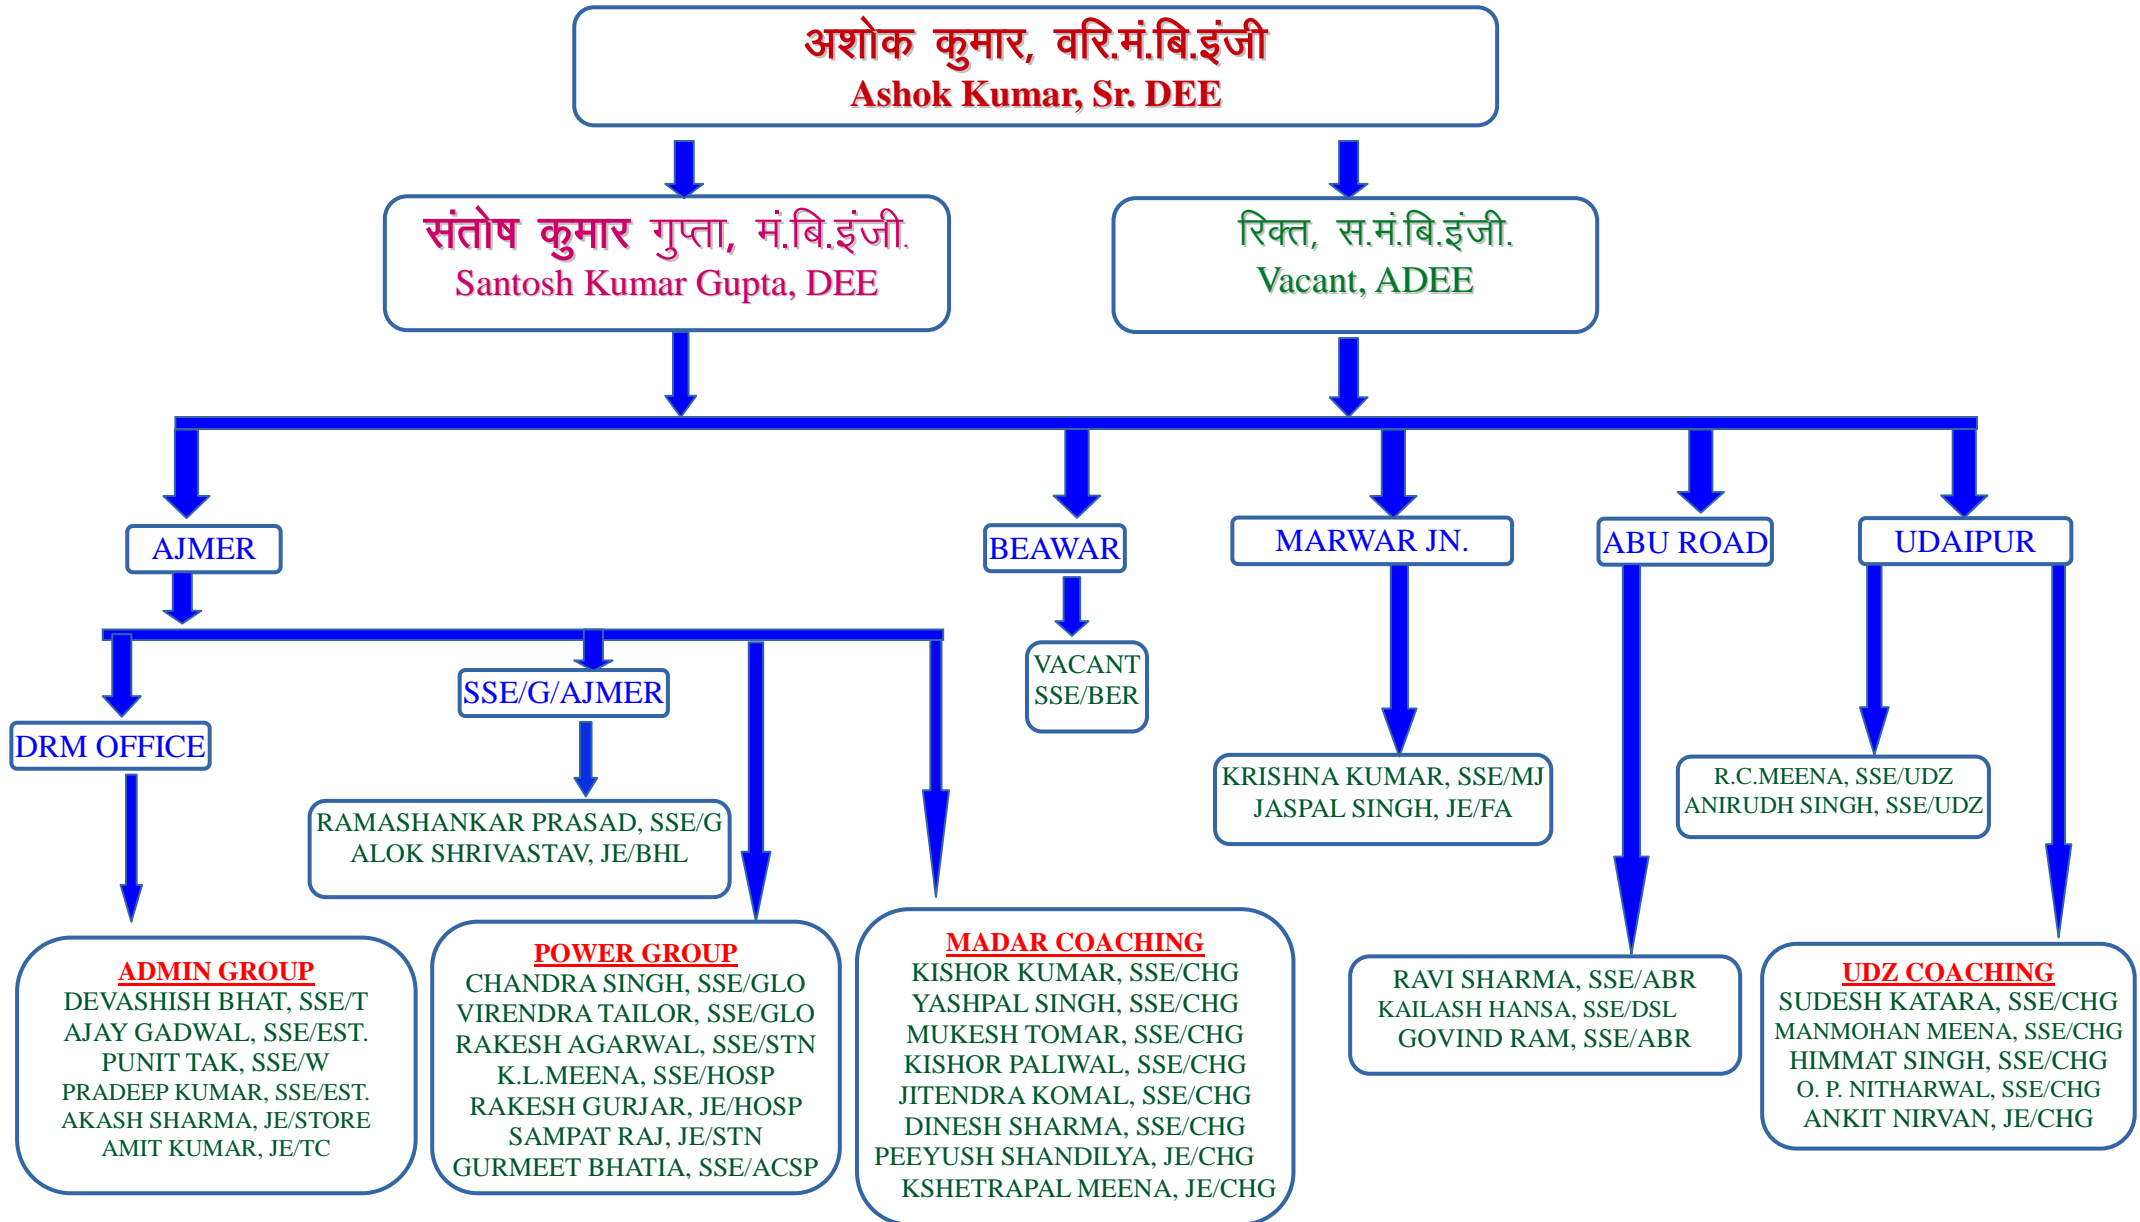 अशोक कुमार, वरि.मं.बि.इंजी
Ashok Kumar, Sr. DEE
संतोष कुमार गुप्ता, मं.बि.इंजी.
Santosh Kumar Gupta, DEE
रिक्त, स.मं.बि.इंजी.
Vacant, ADEE
AJMER
BEAWAR
MARWAR JN.
ABU ROAD
UDAIPUR
DRM OFFICE
SSE/G/AJMER
VACANT
SSE/BER
RAMASHANKAR PRASAD, SSE/G
ALOK SHRIVASTAV, JE/BHL
KRISHNA KUMAR, SSE/MJ
JASPAL SINGH, JE/FA
R.C.MEENA, SSE/UDZ
ANIRUDH SINGH, SSE/UDZ
ADMIN GROUP
DEVASHISH BHAT, SSE/T
AJAY GADWAL, SSE/EST.
PUNIT TAK, SSE/W
PRADEEP KUMAR, SSE/EST.
AKASH SHARMA, JE/STORE
AMIT KUMAR, JE/TC
POWER GROUP
CHANDRA SINGH, SSE/GLO
VIRENDRA TAILOR, SSE/GLO
RAKESH AGARWAL, SSE/STN
K.L.MEENA, SSE/HOSP
RAKESH GURJAR, JE/HOSP
SAMPAT RAJ, JE/STN
GURMEET BHATIA, SSE/ACSP
MADAR COACHING
KISHOR KUMAR, SSE/CHG
YASHPAL SINGH, SSE/CHG
MUKESH TOMAR, SSE/CHG
KISHOR PALIWAL, SSE/CHG
JITENDRA KOMAL, SSE/CHG
DINESH SHARMA, SSE/CHG
PEEYUSH SHANDILYA, JE/CHG
KSHETRAPAL MEENA, JE/CHG
RAVI SHARMA, SSE/ABR
KAILASH HANSA, SSE/DSL
GOVIND RAM, SSE/ABR
UDZ COACHING
SUDESH KATARA, SSE/CHG
MANMOHAN MEENA, SSE/CHG
HIMMAT SINGH, SSE/CHG
O. P. NITHARWAL, SSE/CHG
ANKIT NIRVAN, JE/CHG